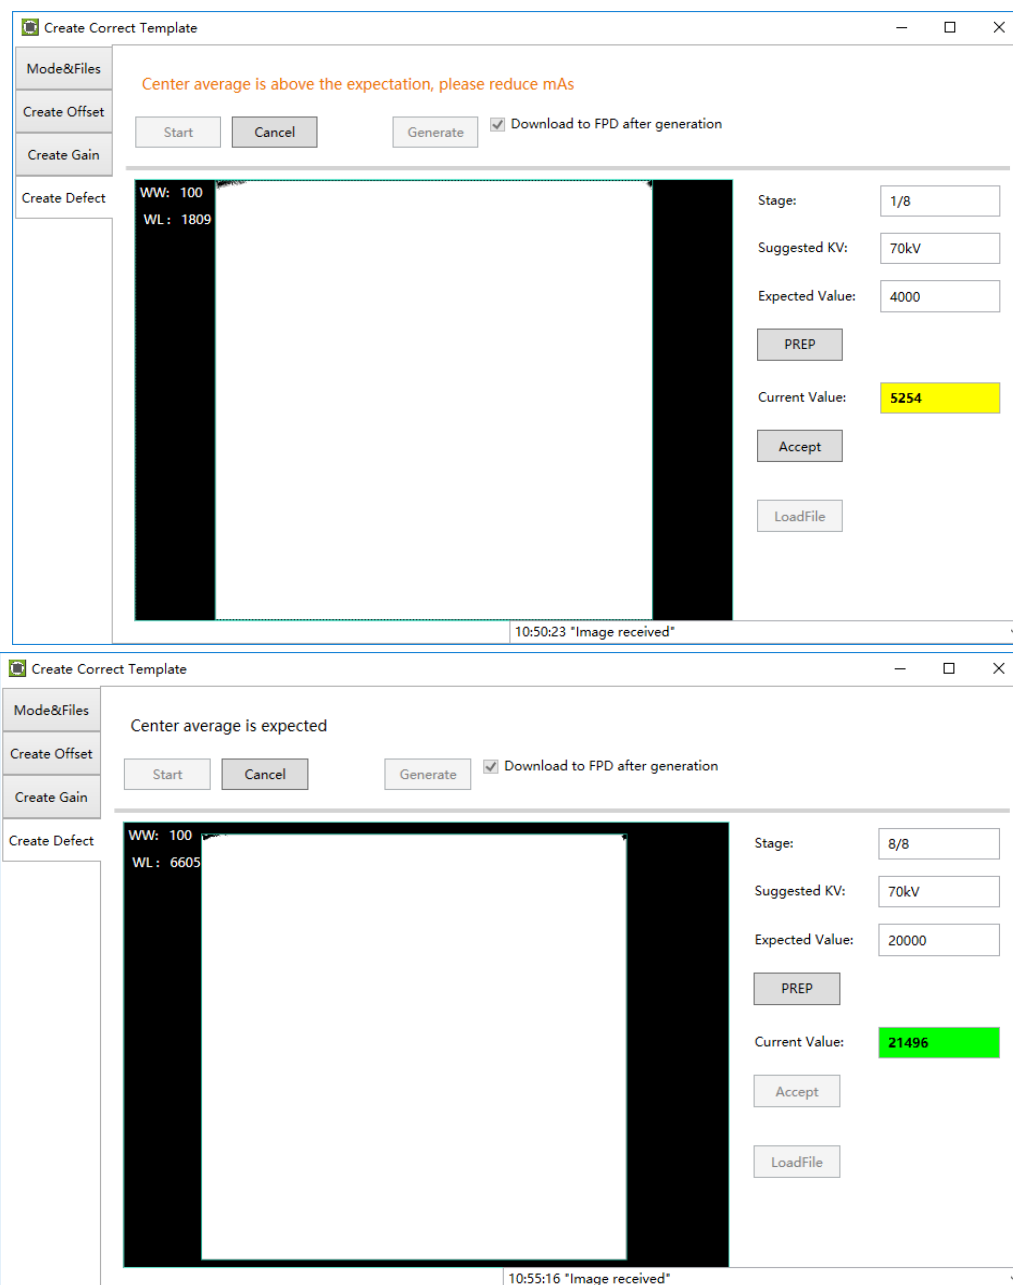 Create Correct Template
Mode&Files
Create Offset
Create Gain
Create Defect
Center average is above the expectation, please reduce mAs
Start
Cancel
Generate
Download to FPD after generation
WW: 100
WL: 1809
Stage:
1/8
Suggested KV:
70kV
Expected Value:
4000
PREP
Current Value:
5254
Accept
LoadFile
10:50:23 "Image received"
Create Correct Template
Mode&Files
Create Offset
Create Gain
Create Defect
Center average is expected
Start
Cancel
Generate
Download to FPD after generation
WW: 100
WL: 6605
Stage:
8/8
Suggested KV:
70kV
Expected Value:
20000
PREP
Current Value:
21496
Accept
LoadFile
10:55:16 "Image received"